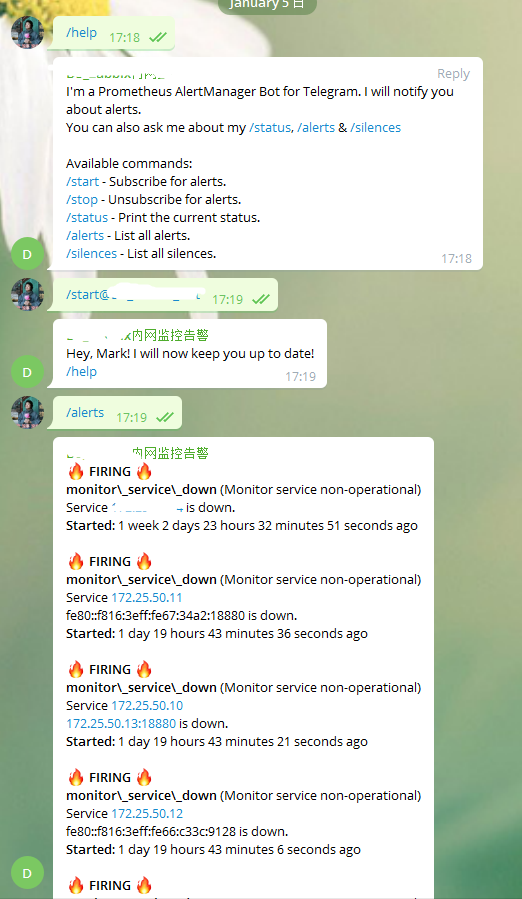 January 5 日
/help
17:18
Reply
I'm a Prometheus AlertManager Bot for Telegram. I will notify you
about alerts.
You can also ask me about my /status, /alerts & /silences
Available commands:
/start - Subscribe for alerts.
/stop - Unsubscribe for alerts.
/status - Print the current status.
/alerts - List all alerts.
/silences - List all silences.
D
17:18
/start@
17:19
内网监控告警
Hey, Mark! I will now keep you up to date!
/help
D
17:19
/alerts
17:19
内网监控告警
🔥 FIRING 🔥
monitor\_service\_down (Monitor service non-operational)
Service is down.
Started: 1 week 2 days 23 hours 32 minutes 51 seconds ago
🔥 FIRING 🔥
monitor\_service\_down (Monitor service non-operational)
Service 172.25.50.11
fe80::f816:3eff:fe67:34a2:18880 is down.
Started: 1 day 19 hours 43 minutes 36 seconds ago
🔥 FIRING 🔥
monitor\_service\_down (Monitor service non-operational)
Service 172.25.50.10
172.25.50.13:18880 is down.
Started: 1 day 19 hours 43 minutes 21 seconds ago
🔥 FIRING 🔥
monitor\_service\_down (Monitor service non-operational)
Service 172.25.50.12
fe80::f816:3eff:fe66:c33c:9128 is down.
Started: 1 day 19 hours 43 minutes 6 seconds ago
D
🔥 FIRING 🔥